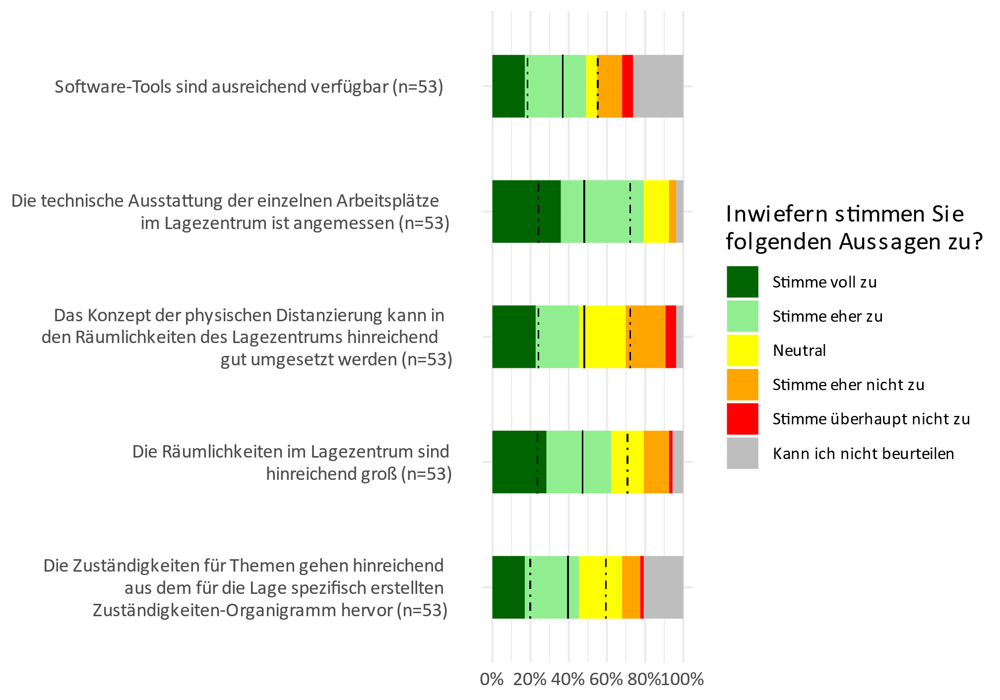 Software-Tools sind ausreichend verfügbar (n=53)
Die technische Ausstattung der einzelnen Arbeitsplätze
im Lagezentrum ist angemessen (n=53)
Das Konzept der physischen Distanzierung kann in
den Räumlichkeiten des Lagezentrums hinreichend
gut umgesetzt werden (n=53)
Die Räumlichkeiten im Lagezentrum sind
hinreichend groß (n=53)
Die Zuständigkeiten für Themen gehen hinreichend
aus dem für die Lage spezifisch erstellten
Zuständigkeiten-Organigramm hervor (n=53)
0% 20% 40% 60% 80% 100%
Inwiefern stimmen Sie
folgenden Aussagen zu?
Stimme voll zu
Stimme eher zu
Neutral
Stimme eher nicht zu
Stimme überhaupt nicht zu
Kann ich nicht beurteilen